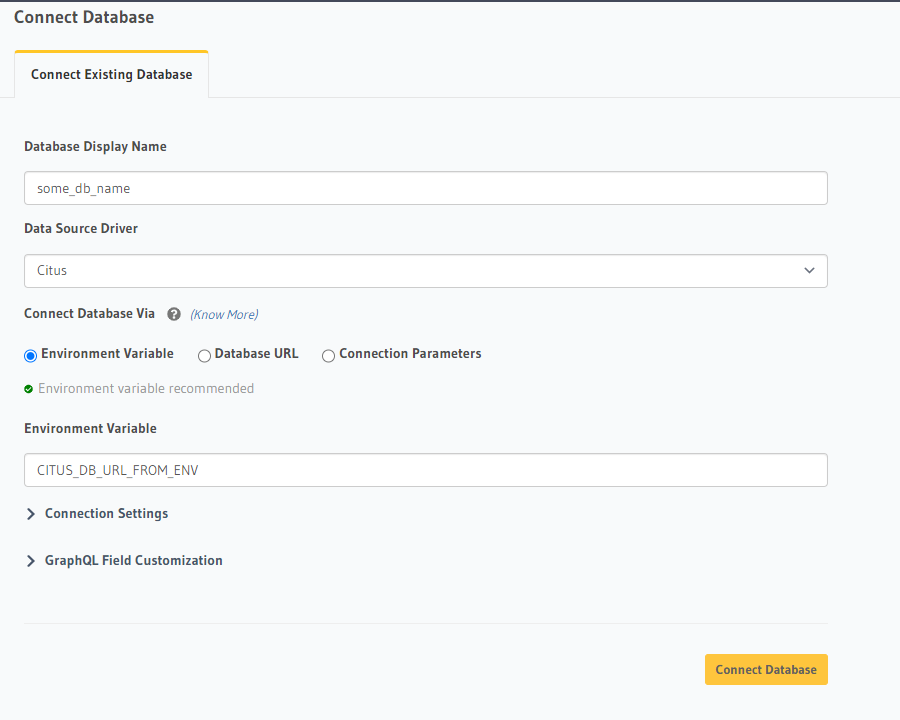 Connect Database
Connect Existing Database
Database Display Name
some_db_name
Data Source Driver
Citus
Connect Database Via ? (Know More)
Environment Variable Database URL Connection Parameters
Environment variable recommended
Environment Variable
CITUS_DB_URL_FROM_ENV
Connection Settings
GraphQL Field Customization
Connect Database